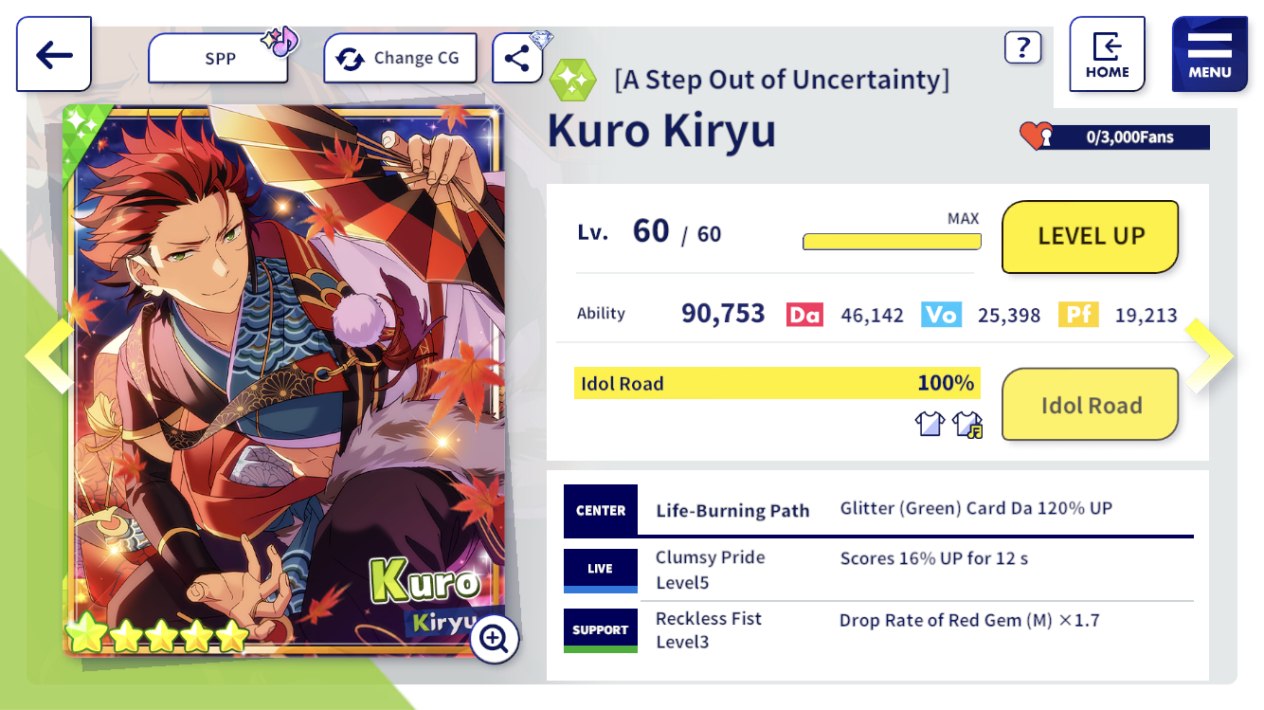 SPP
Change CG
?
HOME
MENU
[A Step Out of Uncertainty]
Kuro Kiryu
0/3,000Fans
Lv. 60 / 60
MAX
LEVEL UP
Ability 90,753 Da 46,142 Vo 25,398 Pf 19,213
Idol Road 100%
Idol Road
CENTER Life-Burning Path Glitter (Green) Card Da 120% UP
LIVE Clumsy Pride Scores 16% UP for 12 s
Level5
SUPPORT Reckless Fist Drop Rate of Red Gem (M) ×1.7
Level3
Kuro
Kiryu